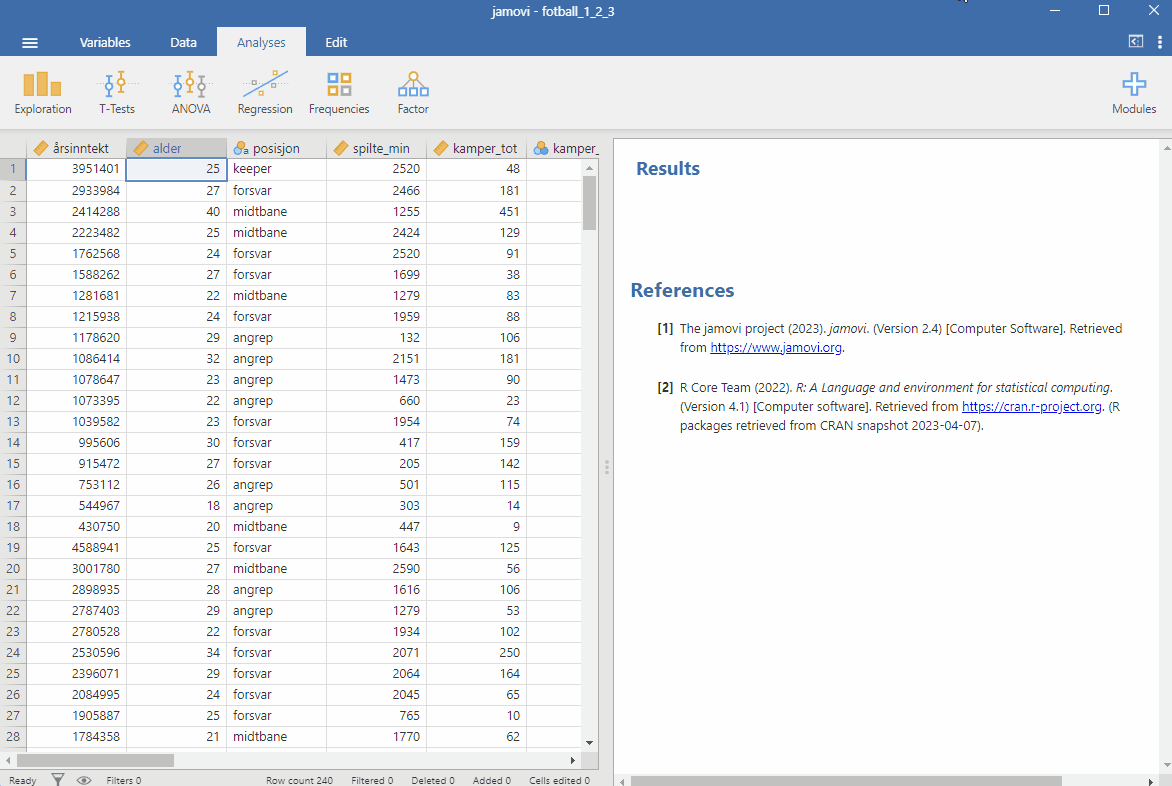 jamovi - fotball_1_2_3
Variables Data Analyses Edit
Exploration T-Tests ANOVA Regression Frequencies Factor Modules
årsinntekt alder posisjon spilte_min kamper_tot kamper_
1 3951401 25 keeper 2520 48
2 2933984 27 forsvar 2466 181
3 2414288 40 midtbane 1255 451
4 2223482 25 midtbane 2424 129
5 1762568 24 forsvar 2520 91
6 1588262 27 forsvar 1699 38
7 1281681 22 midtbane 1279 83
8 1215938 24 forsvar 1959 88
9 1178620 29 angrep 132 106
10 1086414 32 angrep 2151 181
11 1078647 23 angrep 1473 90
12 1073395 22 angrep 660 23
13 1039582 23 forsvar 1954 74
14 995606 30 forsvar 417 159
15 915472 27 forsvar 205 142
16 753112 26 angrep 501 115
17 544967 18 angrep 303 14
18 430750 20 midtbane 447 9
19 4588941 25 forsvar 1643 125
20 3001780 27 midtbane 2590 56
21 2898935 28 angrep 1616 106
22 2787403 29 angrep 1279 53
23 2780528 22 forsvar 1934 102
24 2530596 34 forsvar 2071 250
25 2396071 29 forsvar 2064 164
26 2084995 24 forsvar 2045 65
27 1905887 25 forsvar 765 10
28 1784358 21 midtbane 1770 62
Ready Filters 0 Row count 240 Filtered 0 Deleted 0 Added 0 Cells edited 0
Results
References
[1] The jamovi project (2023). jamovi. (Version 2.4) [Computer Software]. Retrieved
from https://www.jamovi.org.
[2] R Core Team (2022). R: A Language and environment for statistical computing.
(Version 4.1) [Computer software]. Retrieved from https://cran.r-project.org. (R
packages retrieved from CRAN snapshot 2023-04-07).